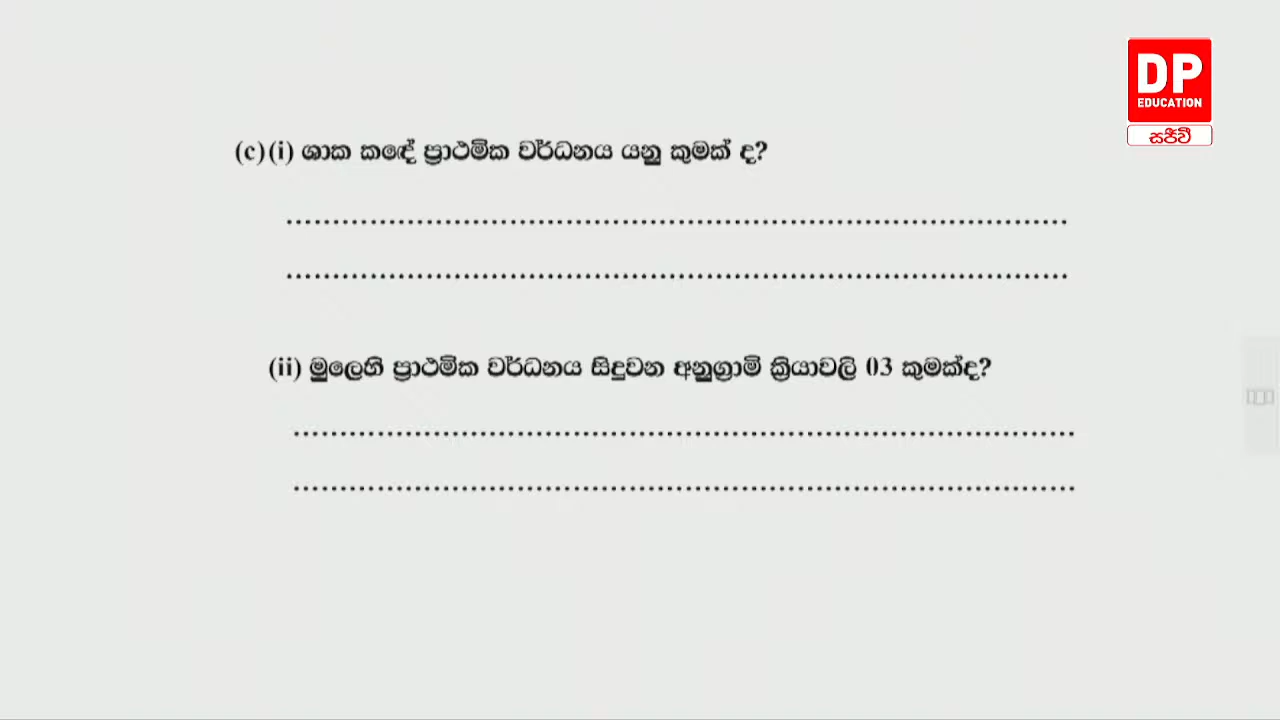 DP
EDUCATION
සජීවී
(c)(i) ශාක කඳේ ප්‍රාථමික වර්ධනය යනු කුමක් ද?
................................................................................
................................................................................
(ii) මුලෙහි ප්‍රාථමික වර්ධනය සිදුවන අනුග්‍රාමි ක්‍රියාවලි 03 කුමක්ද?
................................................................................
................................................................................